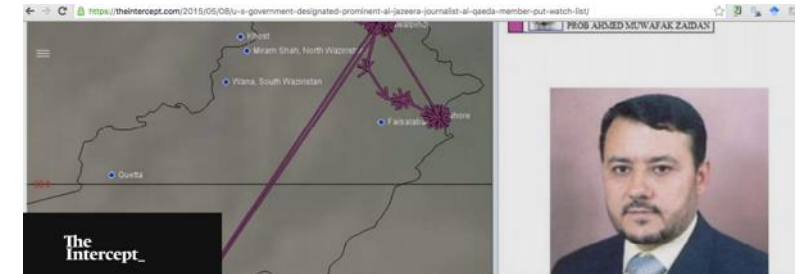 https://theintercept.com/2015/05/08/u-s-government-designated-prominent-al-jazeera-journalist-al-qaeda-member-put-watch-list/
PROB AHMED MUWAFAK ZAIDAN
Khost
Miram Shah, North Waziristan
Wana, South Waziristan
Quetta
The
Intercept_